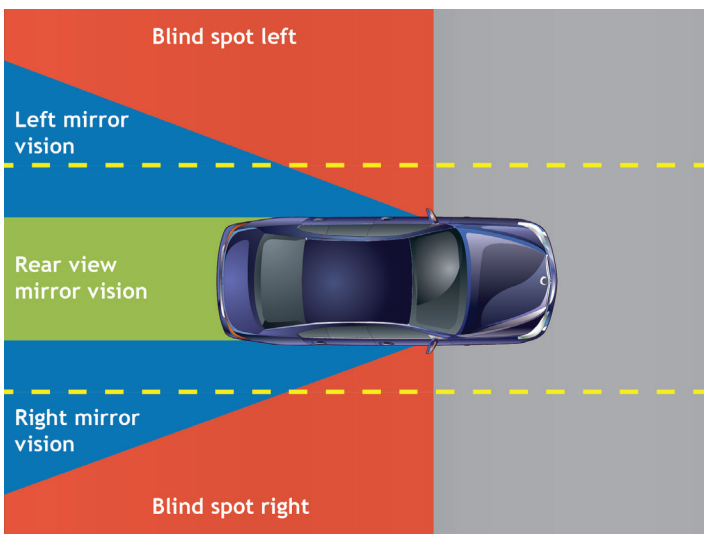 Blind spot left
Left mirror
vision
Rear view
mirror vision
Right mirror
vision
Blind spot right